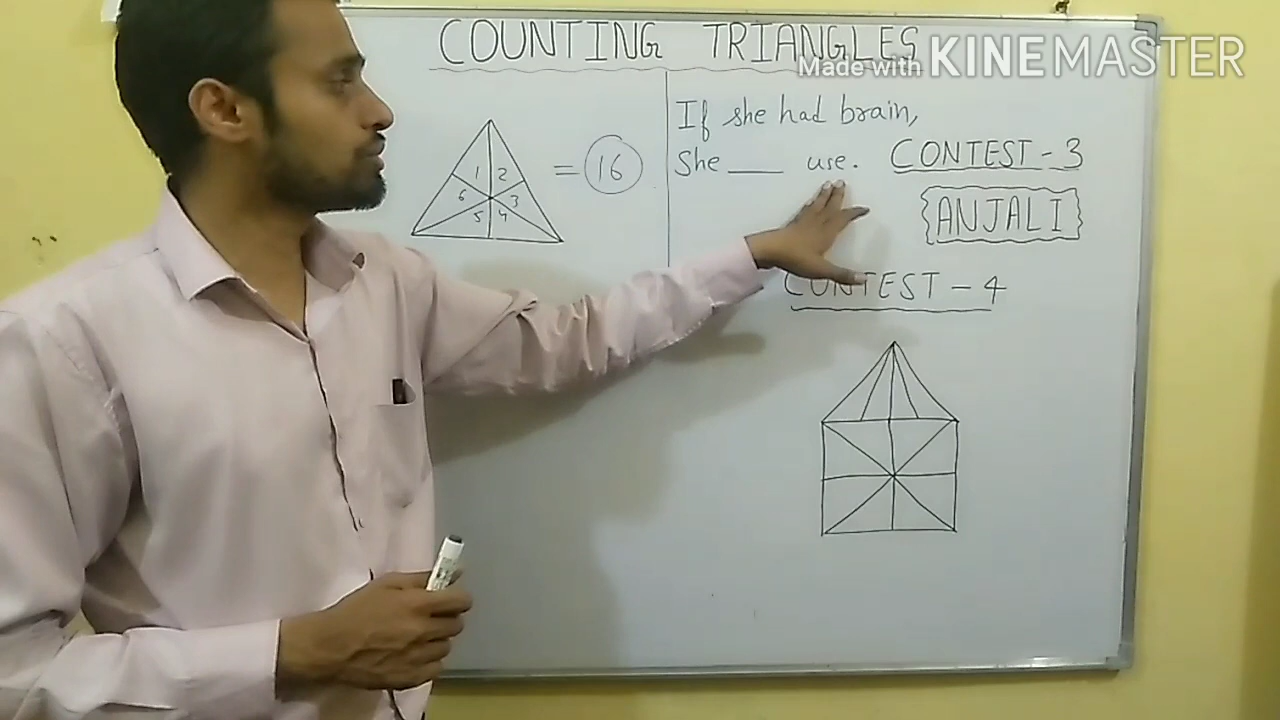 COUNTING TRIANGLES
Made with KINEMASTER
1 2
6 3
5 4
= 16
If she had brain,
She ___ use.
CONTEST - 3
ANJALI
CONTEST - 4